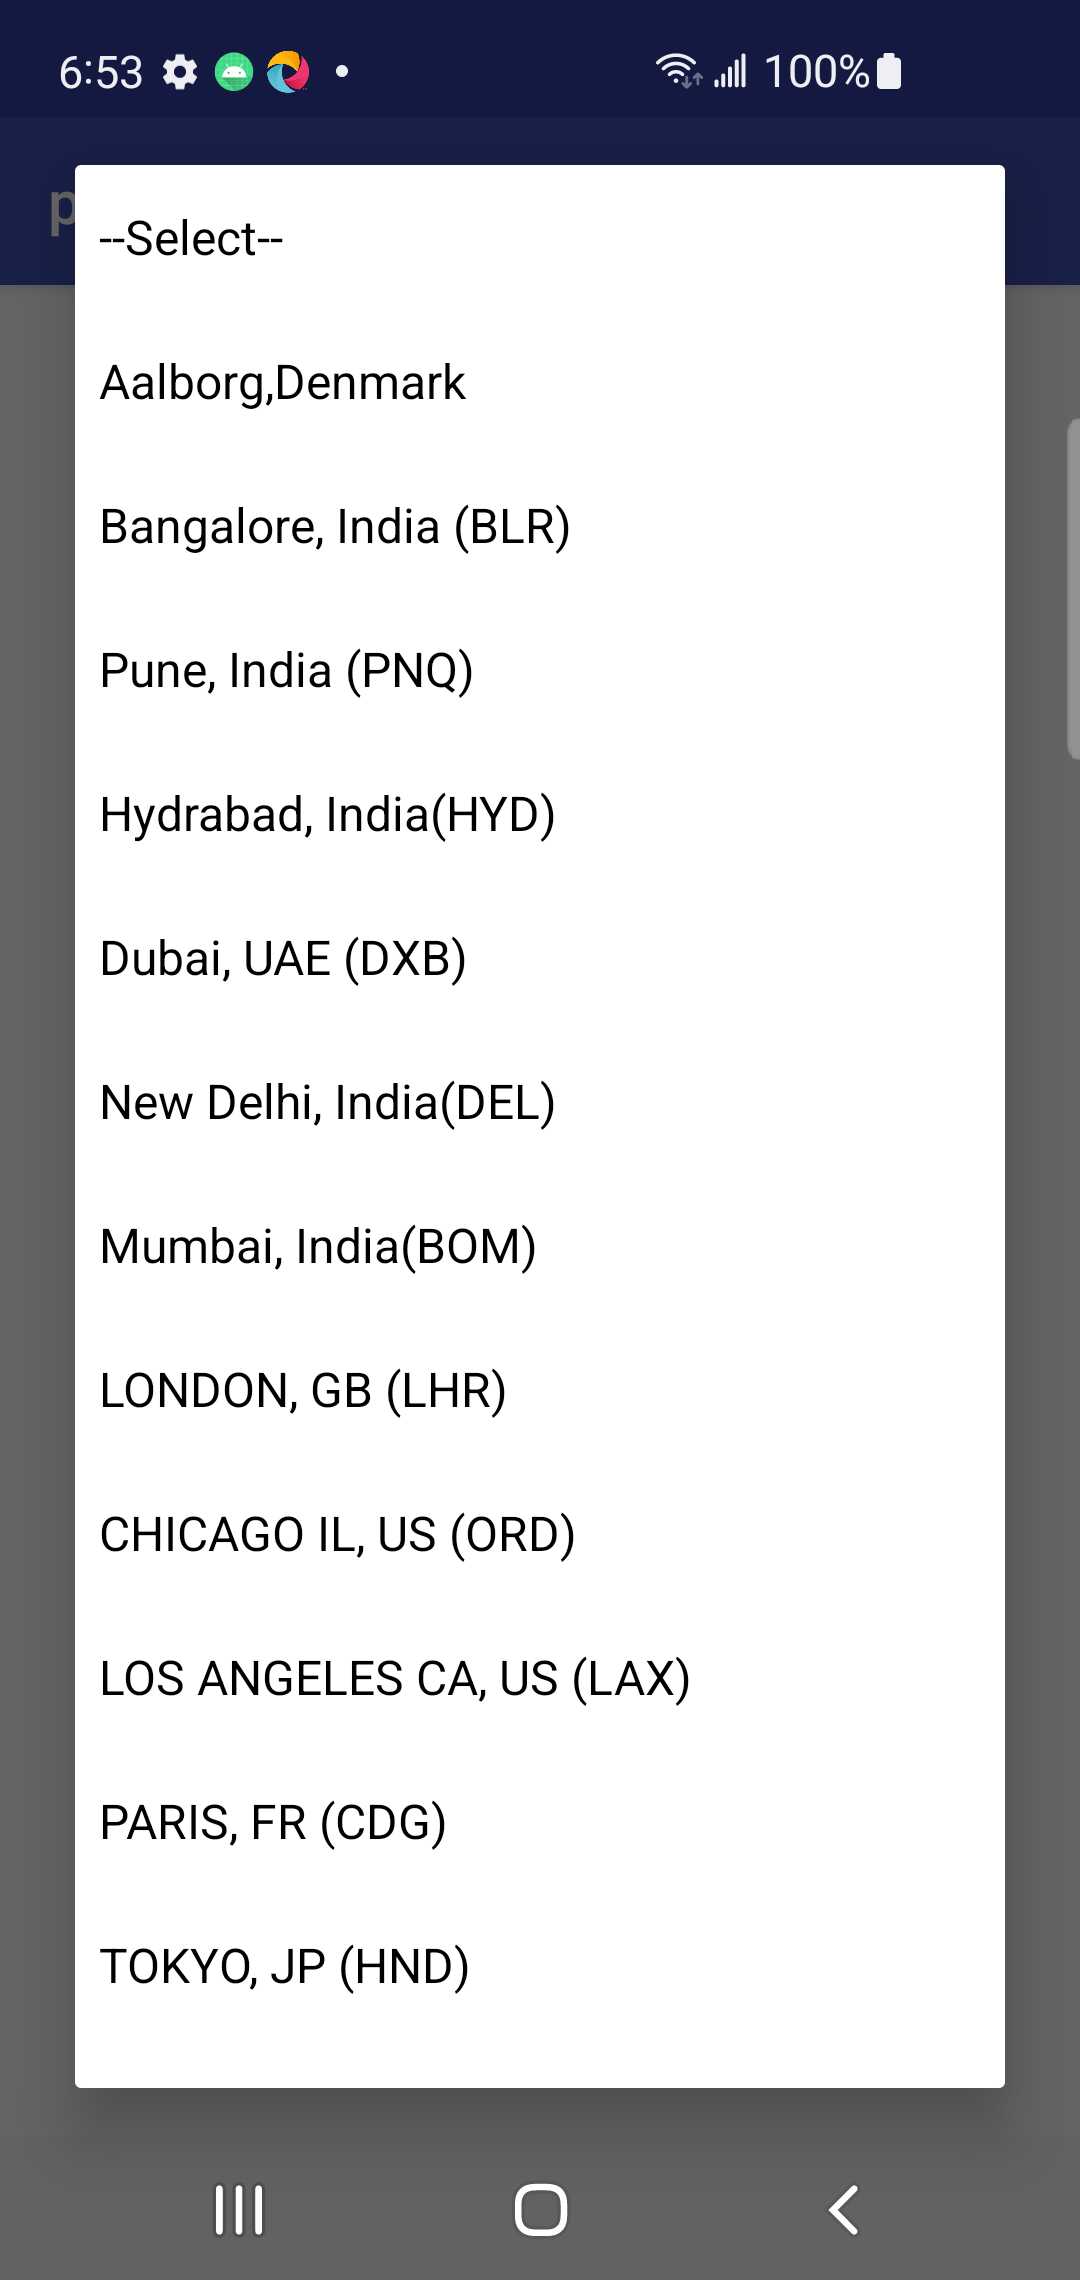 6:53 100%
p
--Select--
Aalborg,Denmark
Bangalore, India (BLR)
Pune, India (PNQ)
Hydrabad, India(HYD)
Dubai, UAE (DXB)
New Delhi, India(DEL)
Mumbai, India(BOM)
LONDON, GB (LHR)
CHICAGO IL, US (ORD)
LOS ANGELES CA, US (LAX)
PARIS, FR (CDG)
TOKYO, JP (HND)